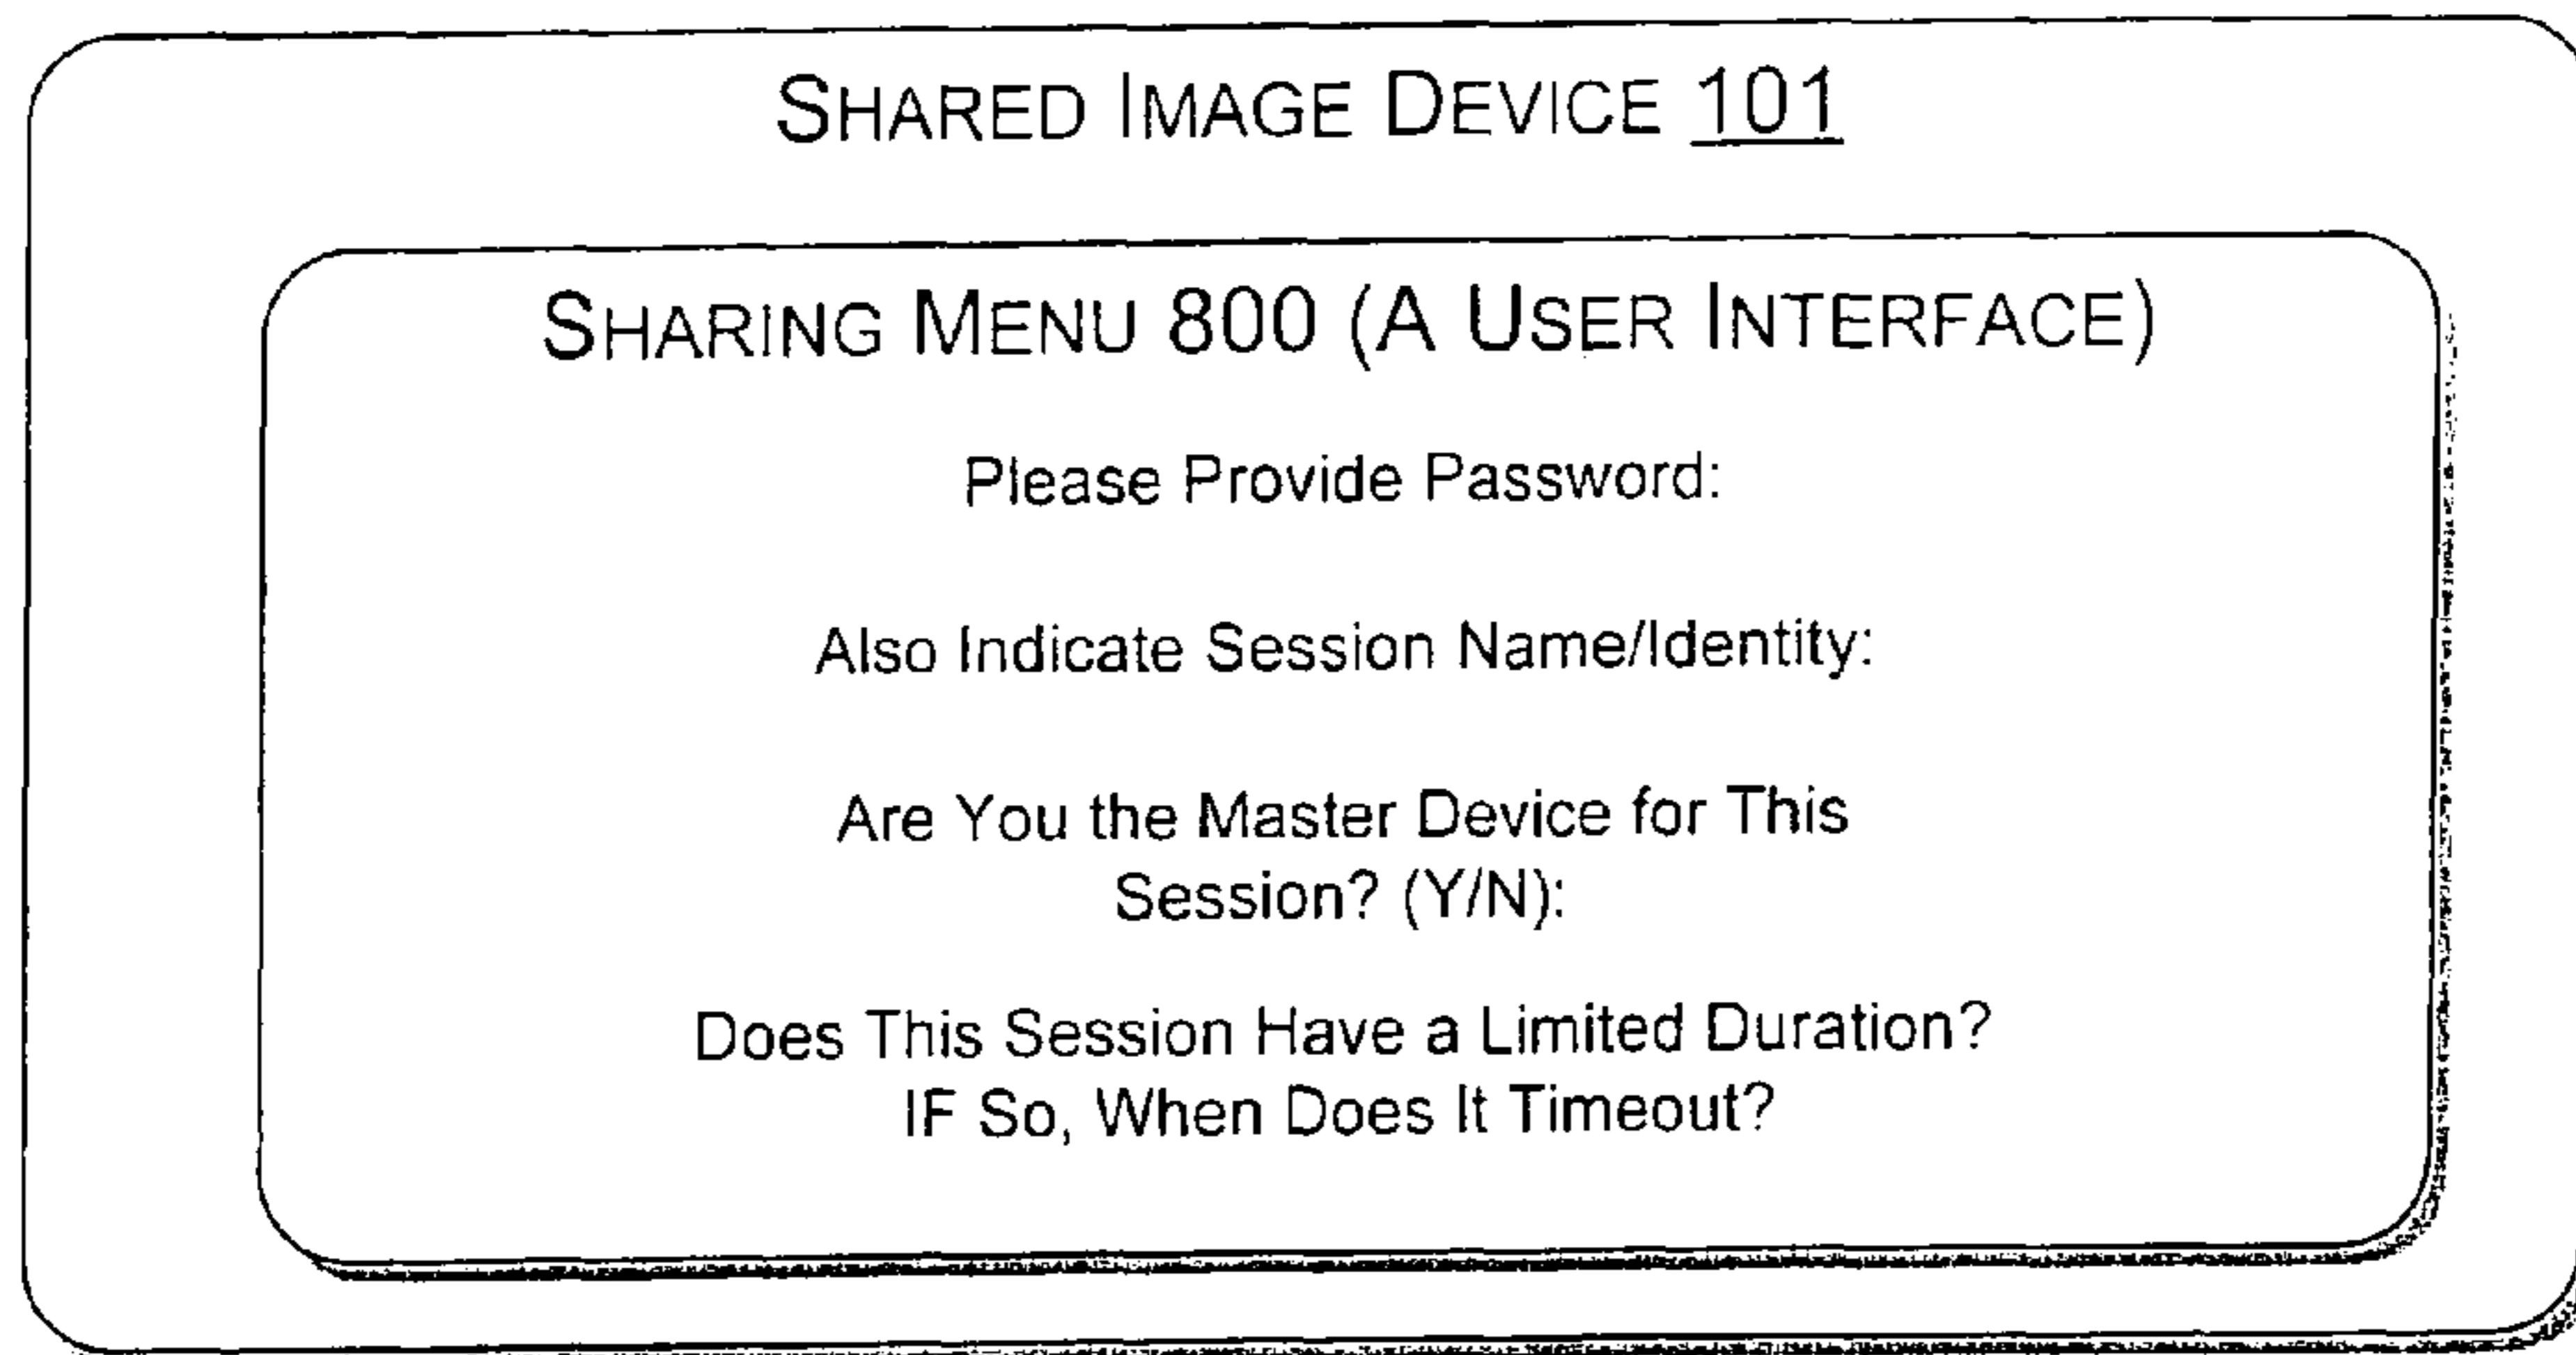 SHARED IMAGE DEVICE 101
SHARING MENU 800 (A USER INTERFACE)
Please Provide Password:
Also Indicate Session Name/Identity:
Are You the Master Device for This
Session? (Y/N):
Does This Session Have a Limited Duration?
IF So, When Does It Timeout?